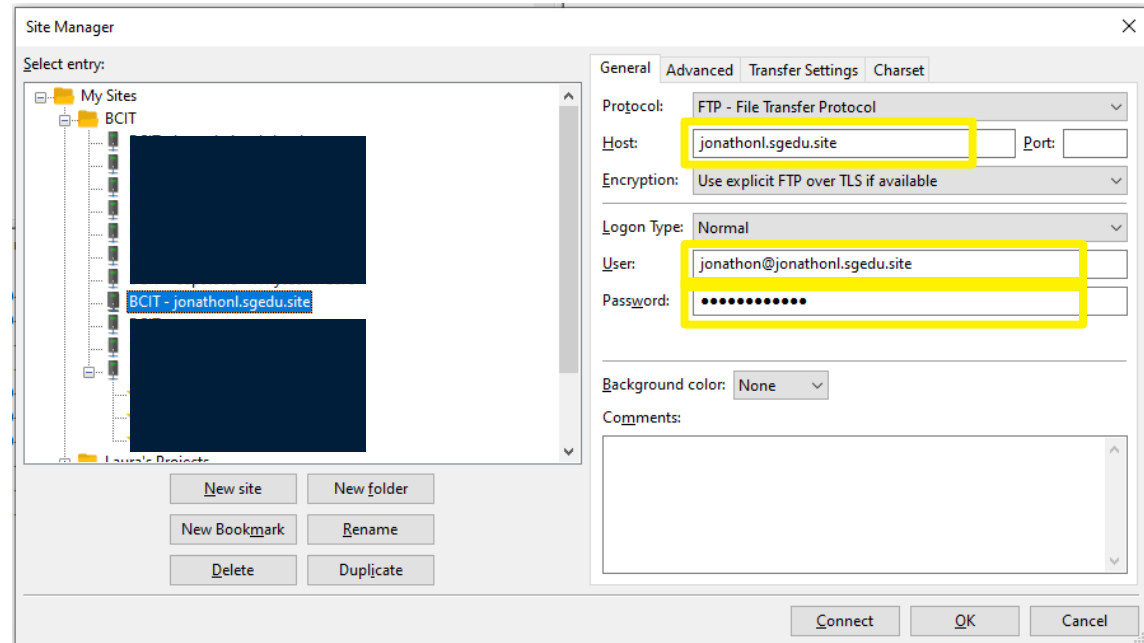 Site Manager
Select entry:
My Sites
BCIT
BCIT - jonathonl.sgedu.site
Laura's Projects
New site New folder
New Bookmark Rename
Delete Duplicate
General Advanced Transfer Settings Charset
Protocol: FTP - File Transfer Protocol
Host: jonathonl.sgedu.site Port:
Encryption: Use explicit FTP over TLS if available
Logon Type: Normal
User: jonathon@jonathonl.sgedu.site
Password: ●●●●●●●●●●●●
Background color: None
Comments:
Connect OK Cancel